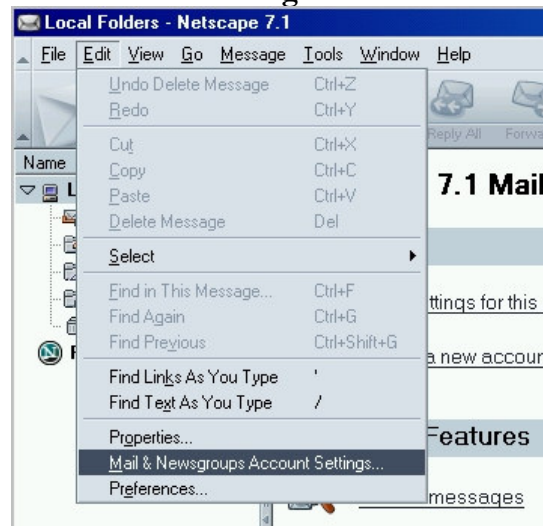 Local Folders - Netscape 7.1
File Edit View Go Message Tools Window Help
Undo Delete Message Ctrl+Z
Redo Ctrl+Y
Reply All Forwa
Cut Ctrl+X
Name
Copy Ctrl+C
L
Paste Ctrl+V
7.1 Mail
Delete Message Del
Select
Find in This Message... Ctrl+F
ttings for this
Find Again Ctrl+G
Find Previous Ctrl+Shift+G
a new accour
Find Links As You Type '
Find Text As You Type /
Properties...
Features
Mail & Newsgroups Account Settings...
Preferences...
messages